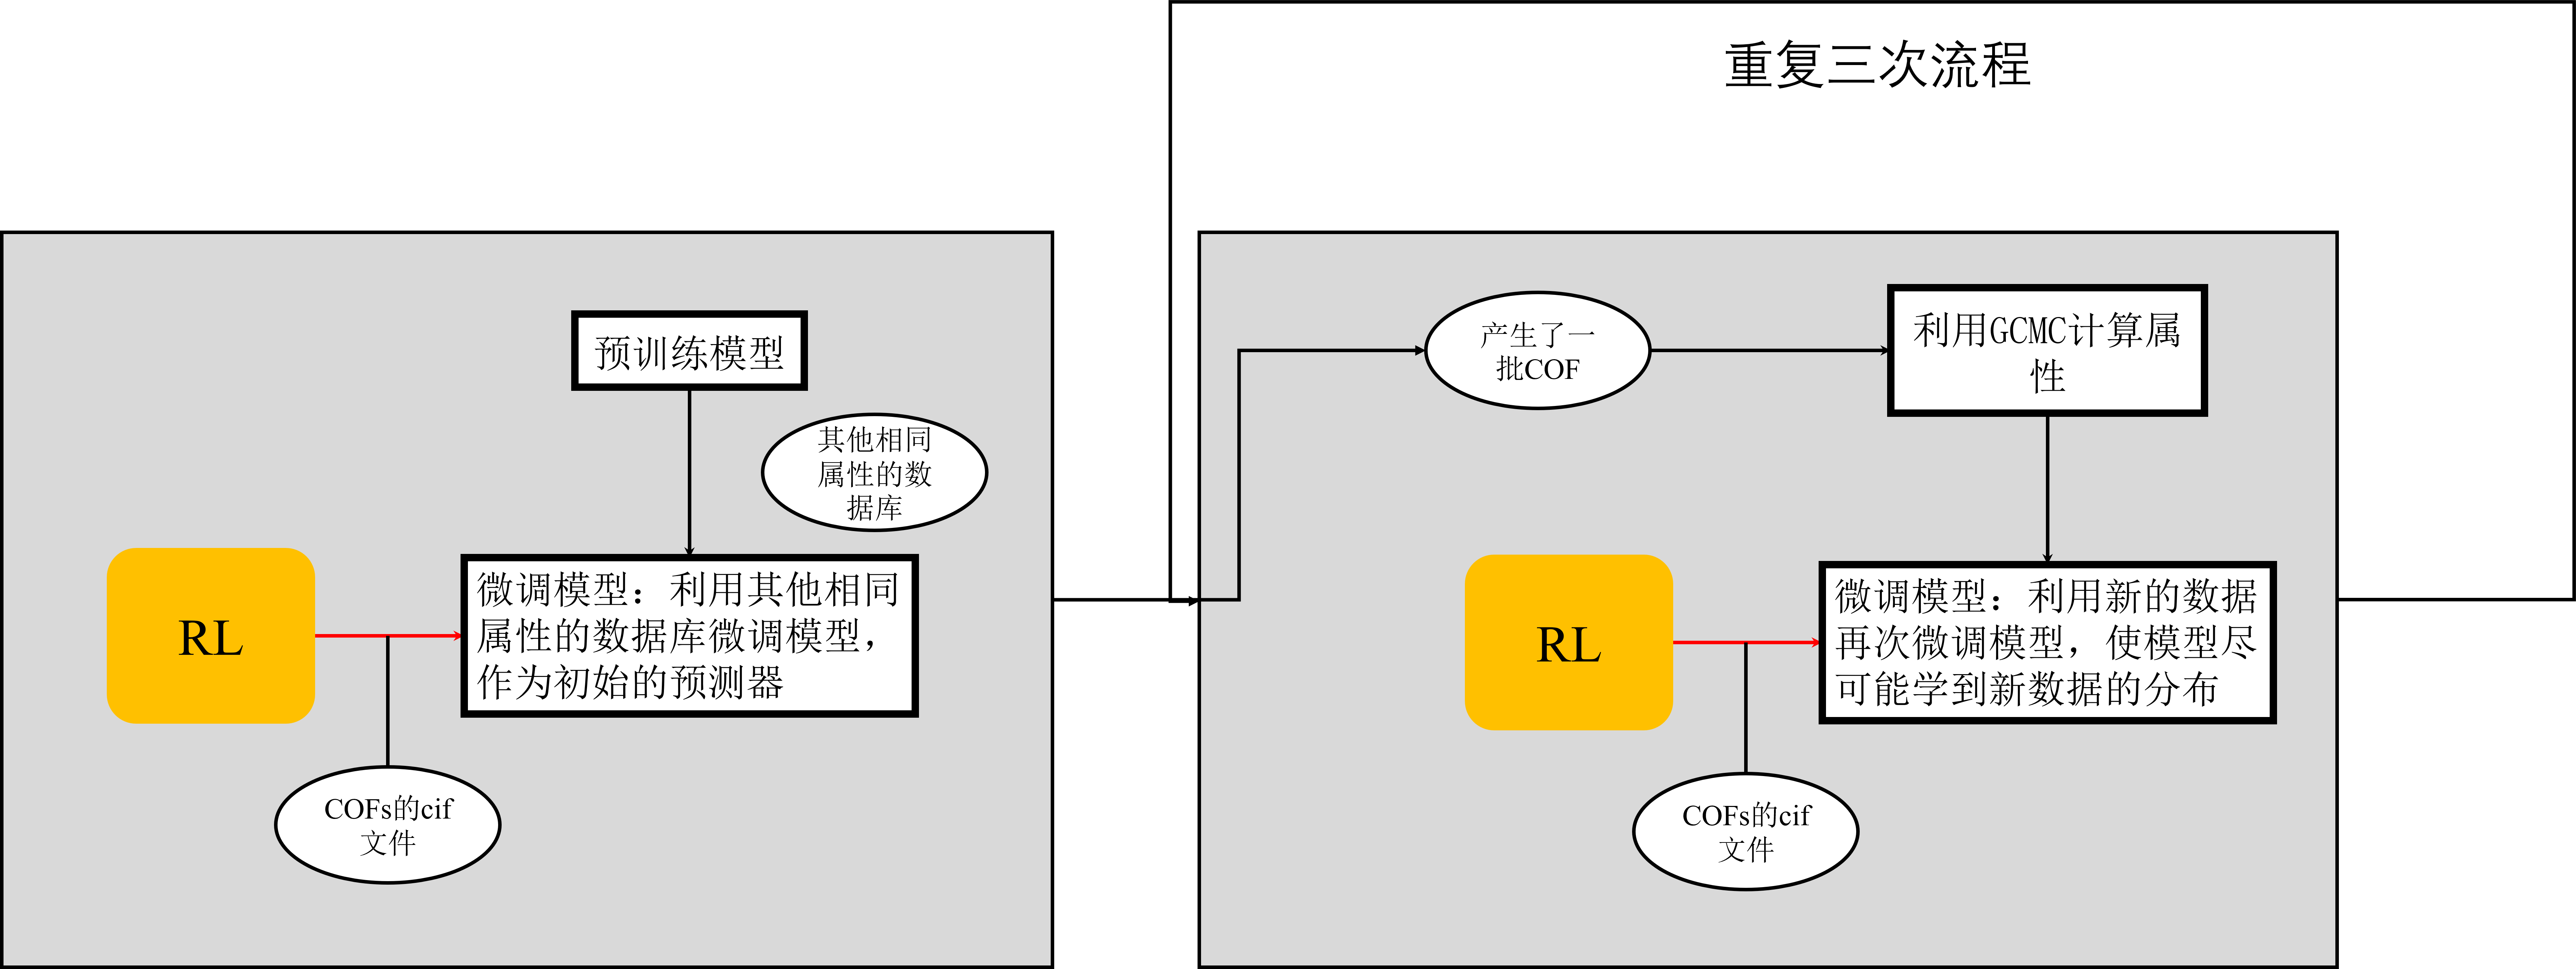 重复三次流程
预训练模型
其他相同
属性的数
据库
RL
微调模型：利用其他相同
属性的数据库微调模型，
作为初始的预测器
COFs的cif
文件
产生了一
批COF
利用GCMC计算属
性
RL
微调模型：利用新的数据
再次微调模型，使模型尽
可能学到新数据的分布
COFs的cif
文件